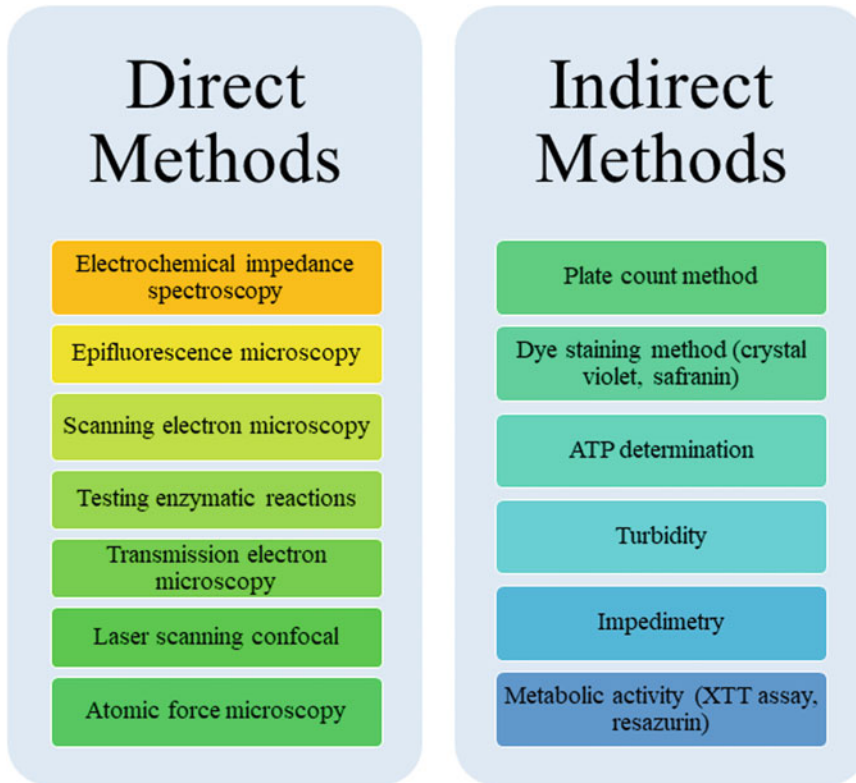 Direct
Methods
Electrochemical impedance
spectroscopy
Epifluorescence microscopy
Scanning electron microscopy
Testing enzymatic reactions
Transmission electron
microscopy
Laser scanning confocal
Atomic force microscopy
Indirect
Methods
Plate count method
Dye staining method (crystal
violet, safranin)
ATP determination
Turbidity
Impedimetry
Metabolic activity (XTT assay,
resazurin)